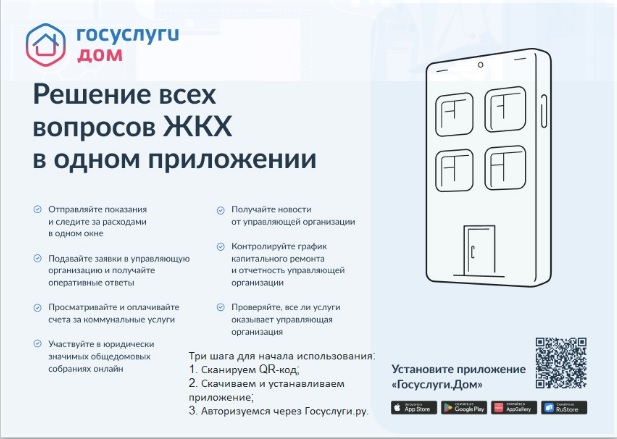 госуслуги
дом
Решение всех
вопросов ЖКХ
в одном приложении
Отправляйте показания
и следите за расходами
в одном окне
Подавайте заявки в управляющую
организацию и получайте
оперативные ответы
Просматривайте и оплачивайте
счета за коммунальные услуги
Участвуйте в юридически
значимых общедомовых
собраниях онлайн
Получайте новости
от управляющей организации
Контролируйте график
капитального ремонта
и отчетность управляющей
организации
Проверяйте, все ли услуги
оказывает управляющая
организация
Три шага для начала использования:
1. Сканируем QR-код;
2. Скачиваем и устанавливаем
приложение;
3. Авторизуемся через Госуслуги.ру.
Установите приложение
«Госуслуги.Дом»
App Store
Google Play
AppGallery
RuStore